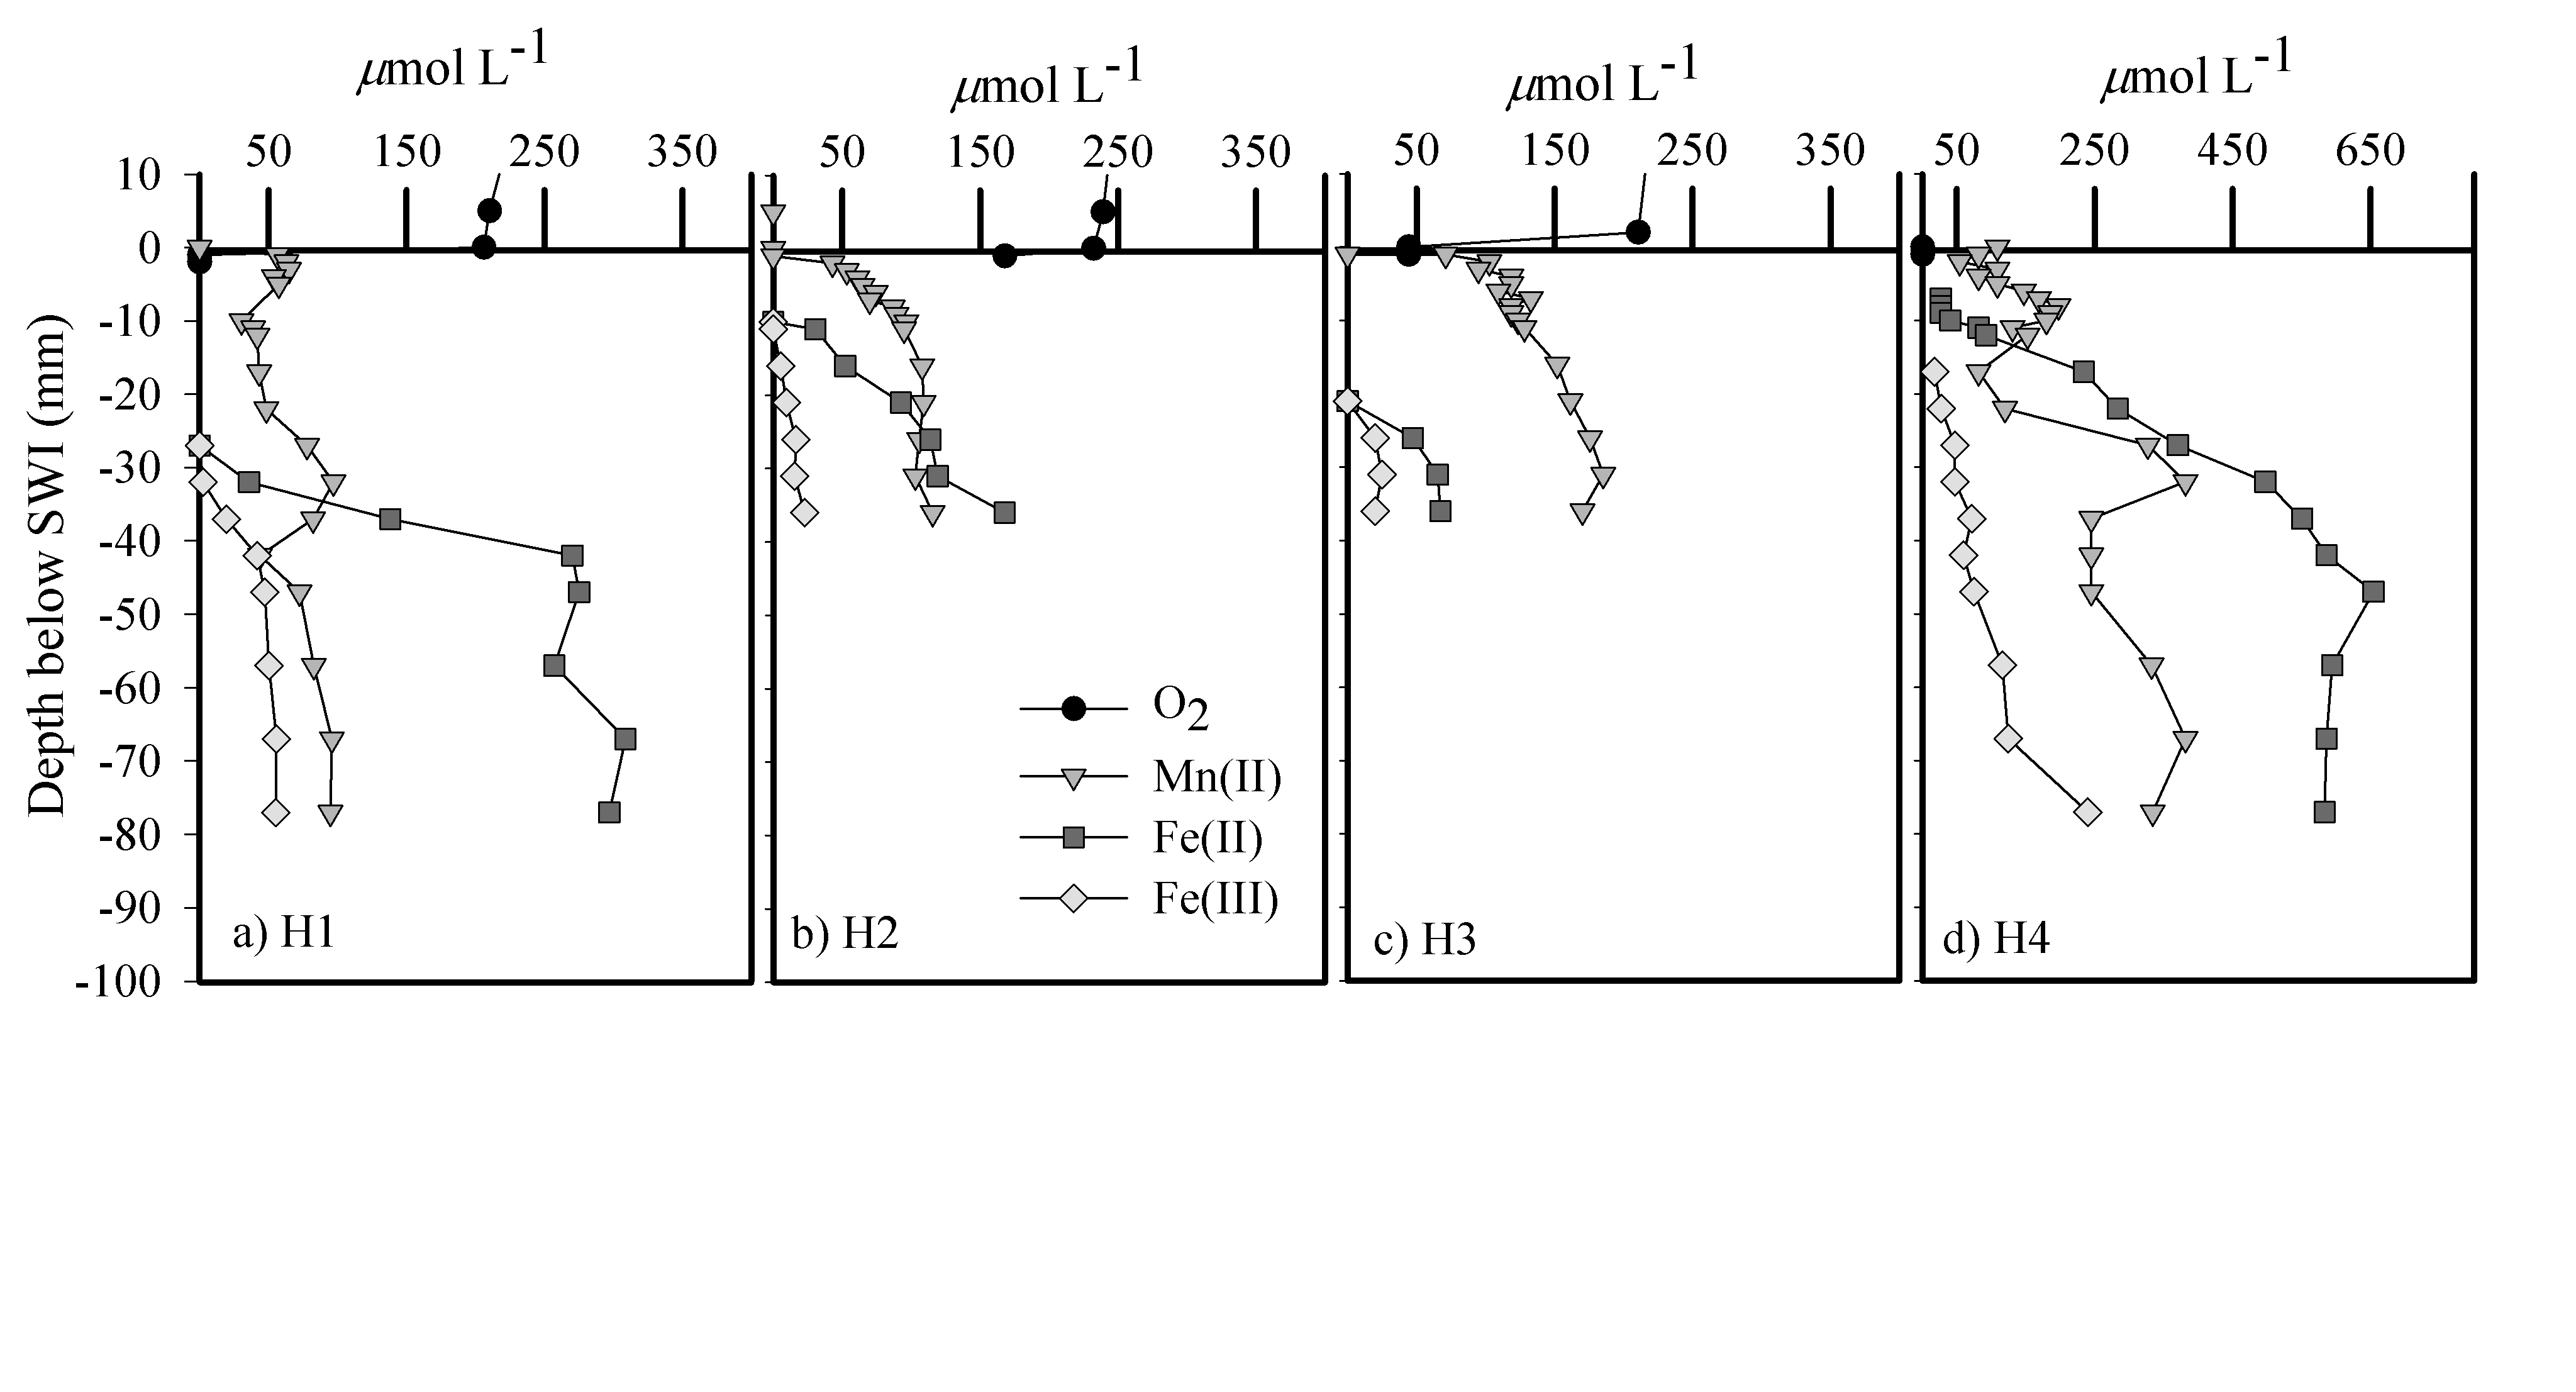 μmol L-1 μmol L-1 μmol L-1 μmol L-1
50 150 250 350 50 150 250 350 50 150 250 350 50 250 450 650
10
0
-10
-20
-30
-40
-50
-60
-70
-80
-90
-100
Depth below SWI (mm)
O2
Mn(II)
Fe(II)
Fe(III)
a) H1 b) H2 c) H3 d) H4